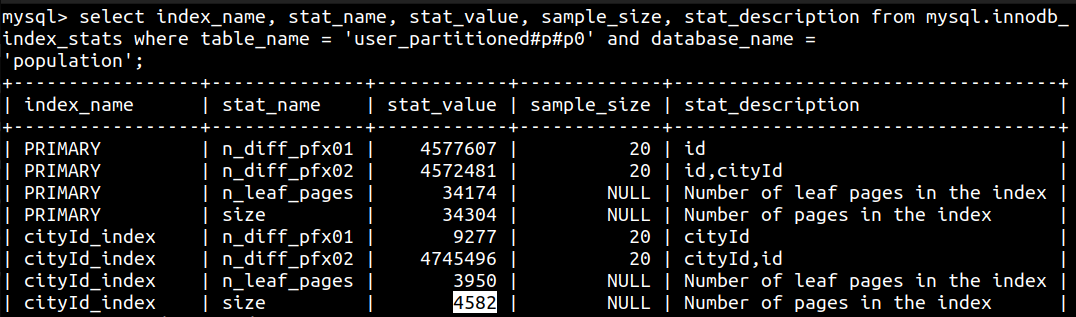 mysql> select index_name, stat_name, stat_value, sample_size, stat_description from mysql.innodb_
index_stats where table_name = 'user_partitioned#p#p0' and database_name =
'population';
+-----------------+--------------+------------+-------------+-----------------------------------+
| index_name      | stat_name    | stat_value | sample_size | stat_description                  |
+-----------------+--------------+------------+-------------+-----------------------------------+
| PRIMARY         | n_diff_pfx01 |    4577607 |          20 | id                                |
| PRIMARY         | n_diff_pfx02 |    4572481 |          20 | id,cityId                         |
| PRIMARY         | n_leaf_pages |      34174 |        NULL | Number of leaf pages in the index |
| PRIMARY         | size         |      34304 |        NULL | Number of pages in the index      |
| cityId_index    | n_diff_pfx01 |       9277 |          20 | cityId                            |
| cityId_index    | n_diff_pfx02 |    4745496 |          20 | cityId,id                         |
| cityId_index    | n_leaf_pages |       3950 |        NULL | Number of leaf pages in the index |
| cityId_index    | size         |       4582 |        NULL | Number of pages in the index      |